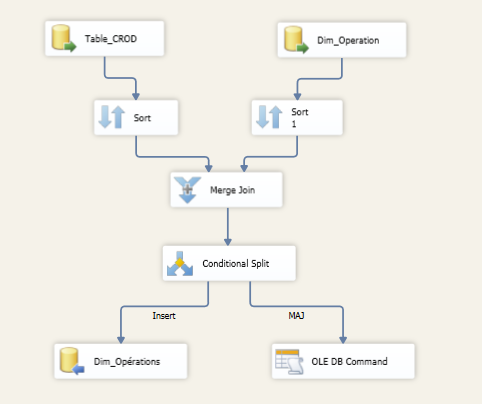 Table_CROD
Dim_Operation
Sort
Sort
1
Merge Join
Conditional Split
Insert
MAJ
Dim_Opérations
OLE DB Command